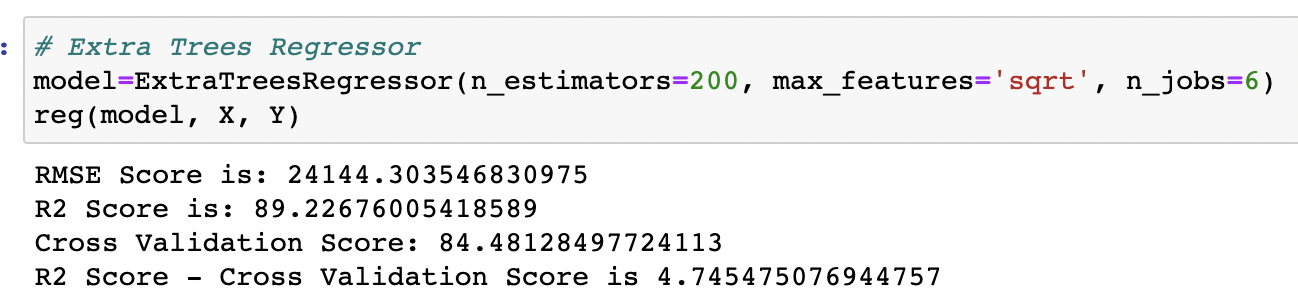 :
# Extra Trees Regressor
model=ExtraTreesRegressor(n_estimators=200, max_features='sqrt', n_jobs=6)
reg(model, X, Y)
RMSE Score is: 24144.303546830975
R2 Score is: 89.22676005418589
Cross Validation Score: 84.48128497724113
R2 Score - Cross Validation Score is 4.745475076944757